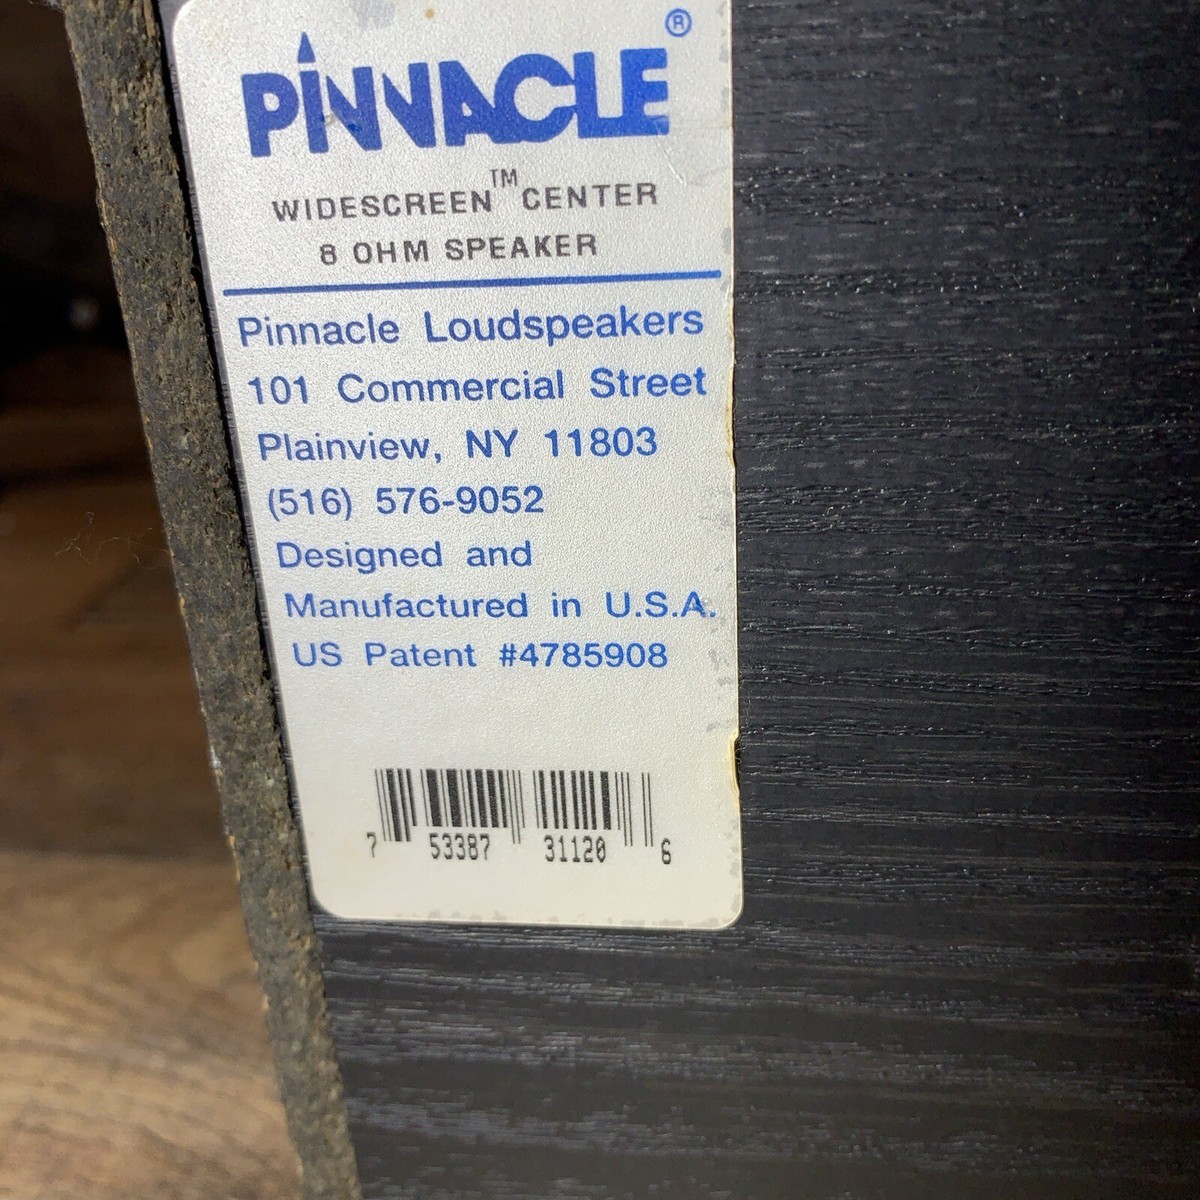 ®
PINNACLE
WIDESCREEN™ CENTER
8 OHM SPEAKER
Pinnacle Loudspeakers
101 Commercial Street
Plainview, NY 11803
(516) 576-9052
Designed and
Manufactured in U.S.A.
US Patent #4785908
7 53387 31120 6